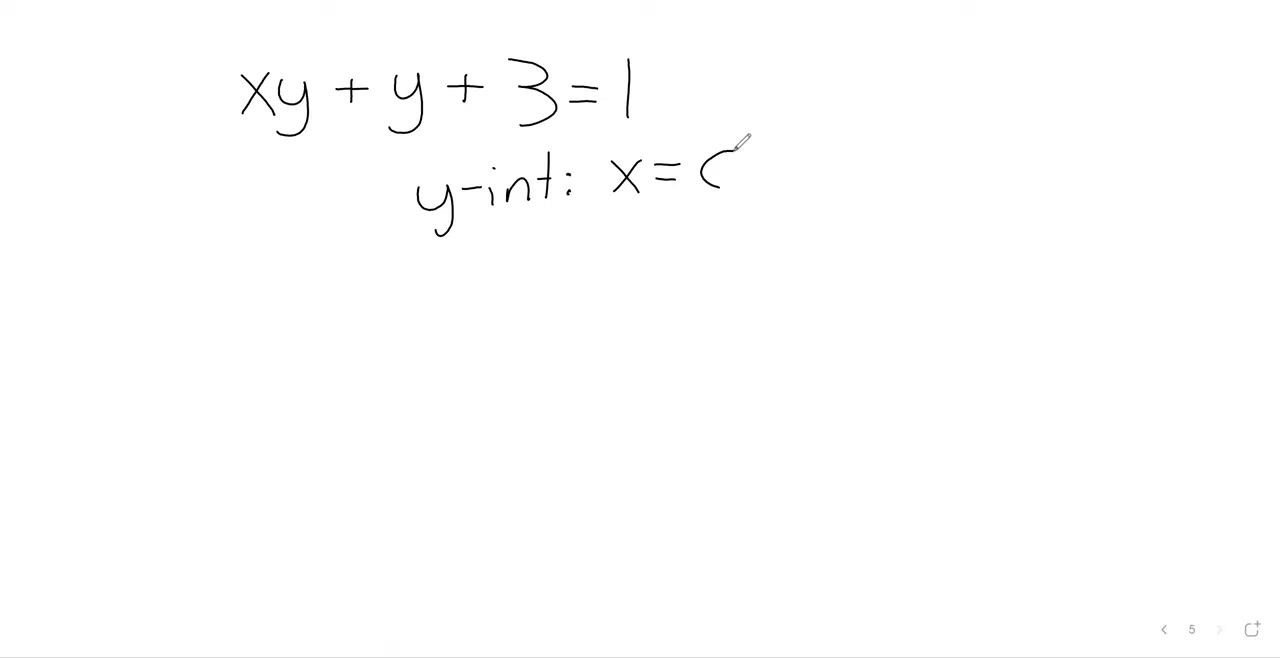 xy + y + 3 = 1
y-int: x =
5